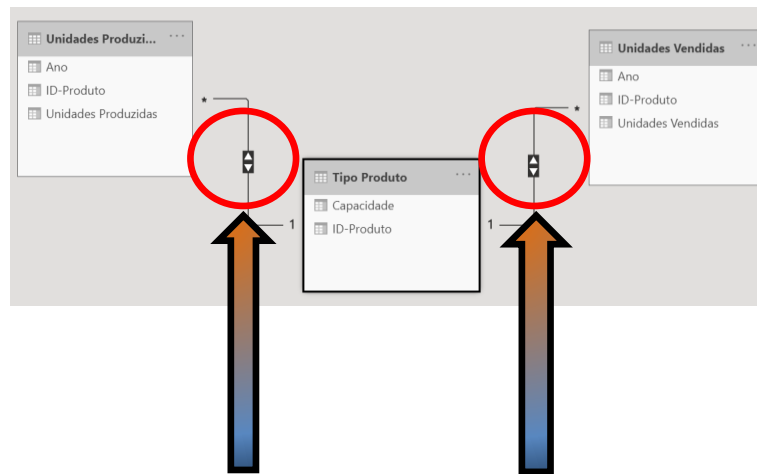 Unidades Produzi... ...
Ano
ID-Produto
Unidades Produzidas
*
1
Tipo Produto ...
Capacidade
ID-Produto
Unidades Vendidas ...
Ano
ID-Produto
Unidades Vendidas
*
1